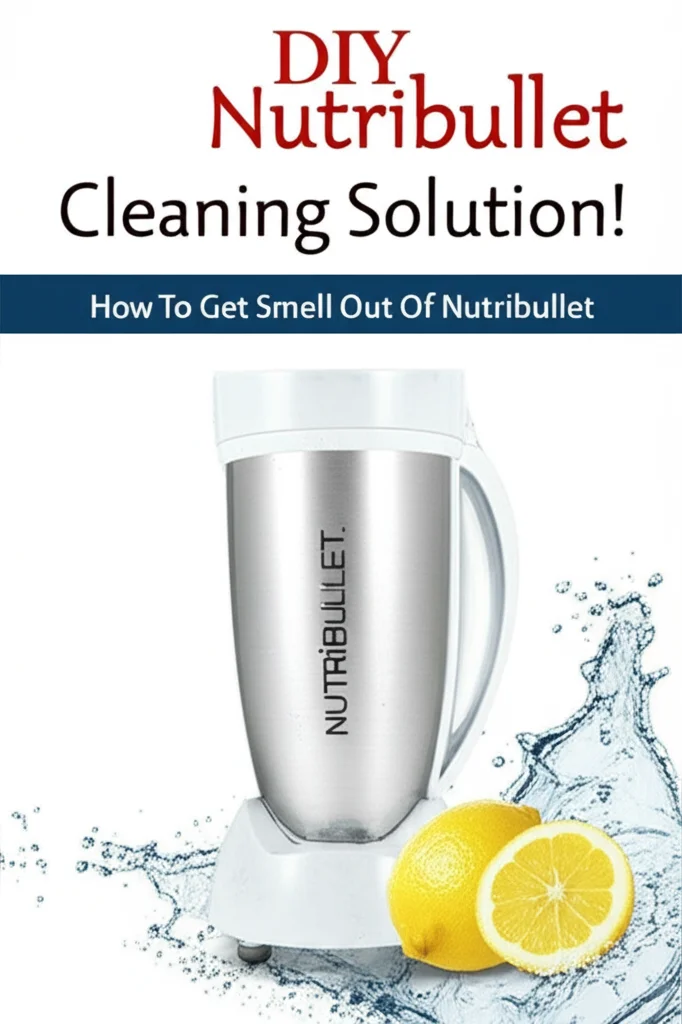 DIY
Nutribullet
Cleaning Solution!
How To Get Smell Out Of Nutribullet
NUTRiBULLET.